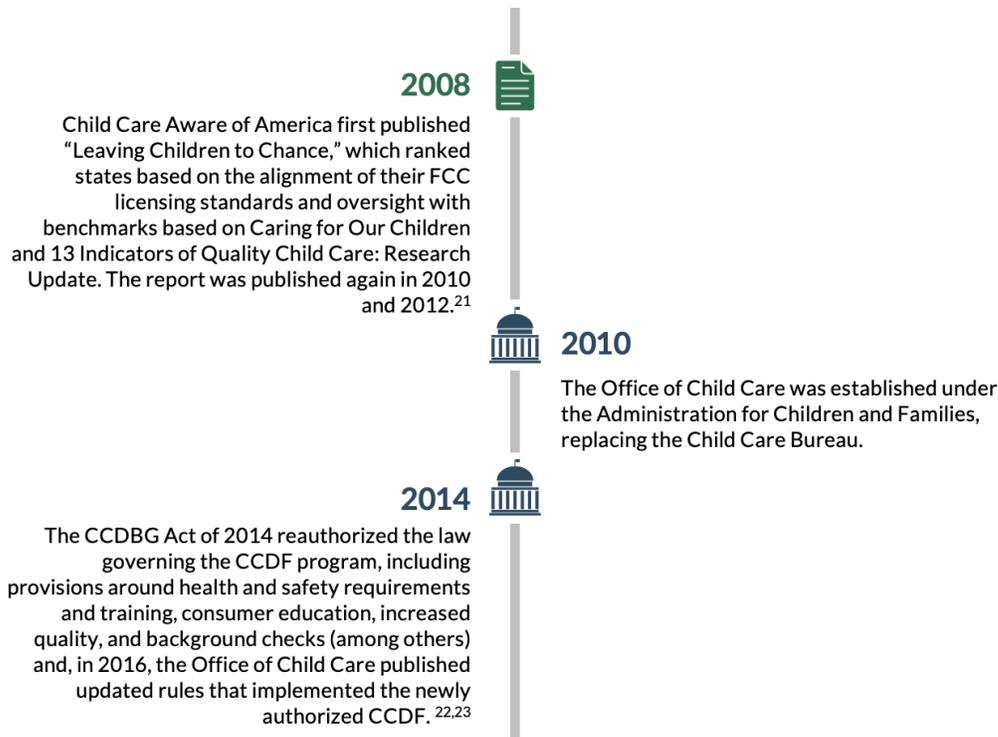 2008
Child Care Aware of America first published
“Leaving Children to Chance,” which ranked
states based on the alignment of their FCC
licensing standards and oversight with
benchmarks based on Caring for Our Children
and 13 Indicators of Quality Child Care: Research
Update. The report was published again in 2010
and 2012.21
2010
The Office of Child Care was established under
the Administration for Children and Families,
replacing the Child Care Bureau.
2014
The CCDBG Act of 2014 reauthorized the law
governing the CCDF program, including
provisions around health and safety requirements
and training, consumer education, increased
quality, and background checks (among others)
and, in 2016, the Office of Child Care published
updated rules that implemented the newly
authorized CCDF. 22,23